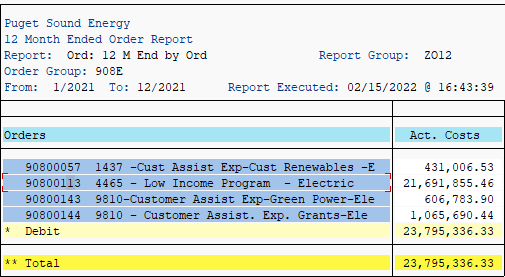 Puget Sound Energy
12 Month Ended Order Report
Report: Ord: 12 M End by Ord Report Group: ZO12
Order Group: 908E
From: 1/2021 To: 12/2021 Report Executed: 02/15/2022 @ 16:43:39
Orders Act. Costs
90800057 1437 -Cust Assist Exp-Cust Renewables -E 431,006.53
90800113 4465 - Low Income Program - Electric 21,691,855.46
90800143 9810-Customer Assist Exp-Green Power-Ele 606,783.90
90800144 9810 - Customer Assist. Exp. Grants-Ele 1,065,690.44
* Debit 23,795,336.33
** Total 23,795,336.33